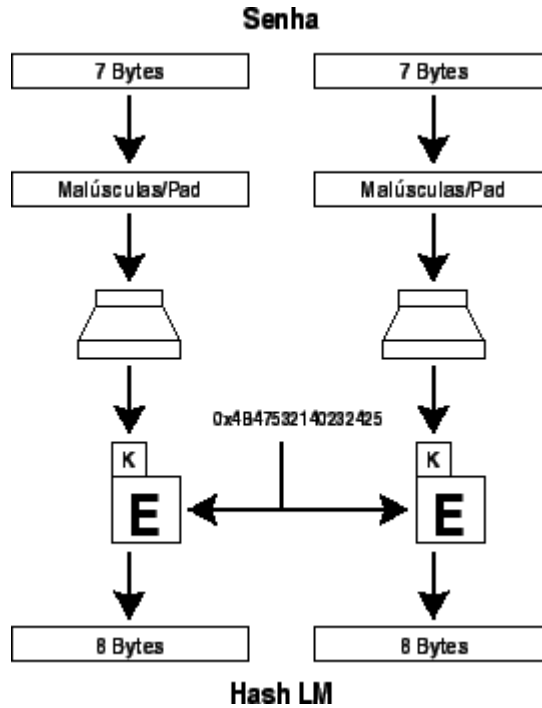 Senha
7 Bytes
7 Bytes
Malúsculas/Pad
Malúsculas/Pad
0x4B47532140232425
K
K
E
E
8 Bytes
8 Bytes
Hash LM